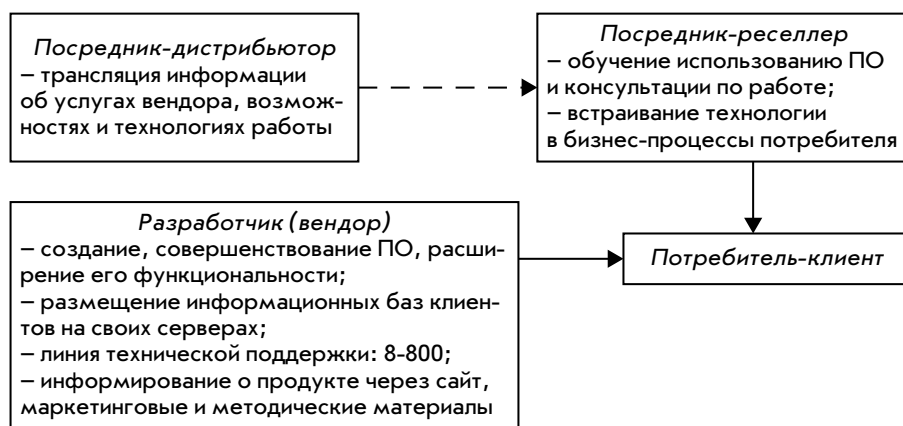 Посредник-дистрибьютор
– трансляция информации
об услугах вендора, возмож-
ностях и технологиях работы
Посредник-реселлер
– обучение использованию ПО
и консультации по работе;
– встраивание технологии
в бизнес-процессы потребителя
Разработчик (вендор)
– создание, совершенствование ПО, расши-
рение его функциональности;
– размещение информационных баз клиен-
тов на своих серверах;
– линия технической поддержки: 8-800;
– информирование о продукте через сайт,
маркетинговые и методические материалы
Потребитель-клиент